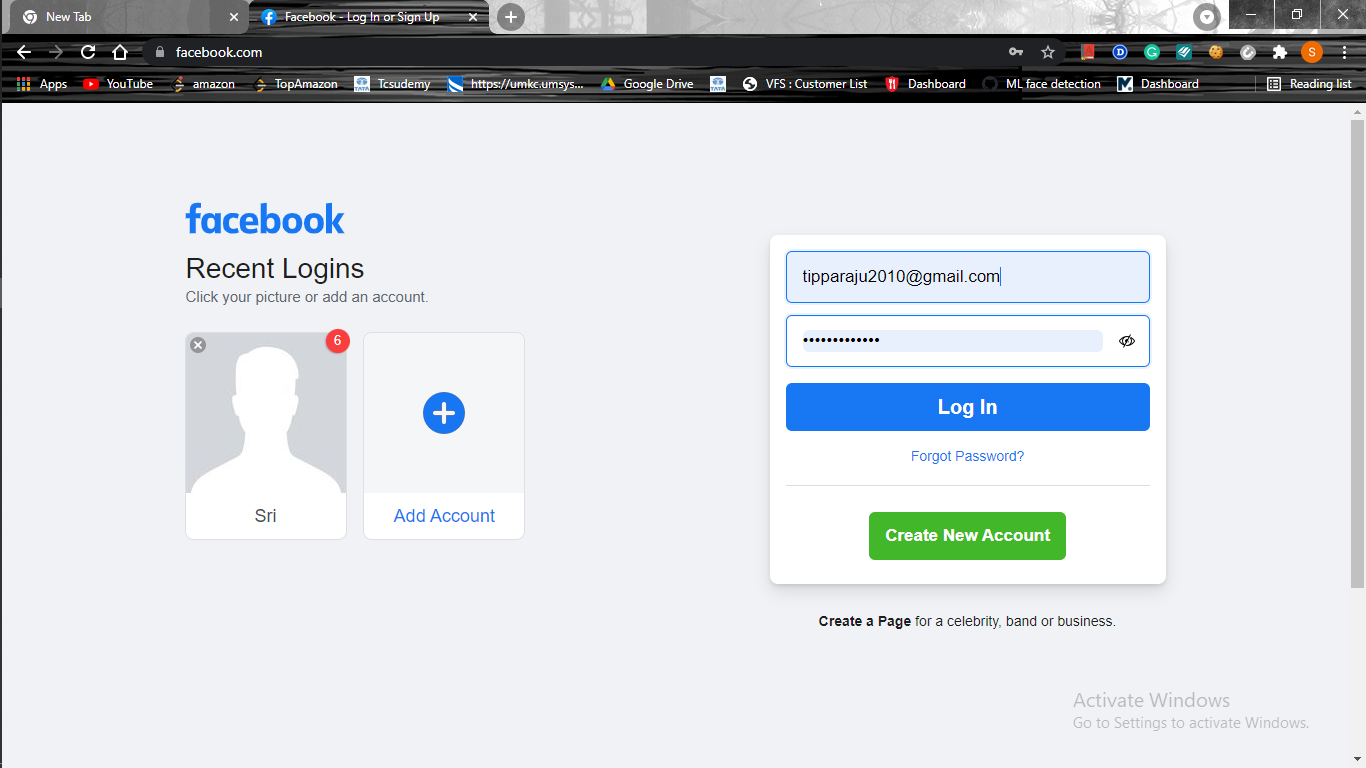 New Tab
Facebook - Log In or Sign Up
facebook.com
S
Apps
YouTube
amazon
TopAmazon
Tcsudemy
https://umkc.umsys...
Google Drive
VFS : Customer List
Dashboard
ML face detection
Dashboard
Reading list
facebook
Recent Logins
Click your picture or add an account.
6
Sri
Add Account
tipparaju2010@gmail.com
Log In
Forgot Password?
Create New Account
Create a Page for a celebrity, band or business.
Activate Windows
Go to Settings to activate Windows.